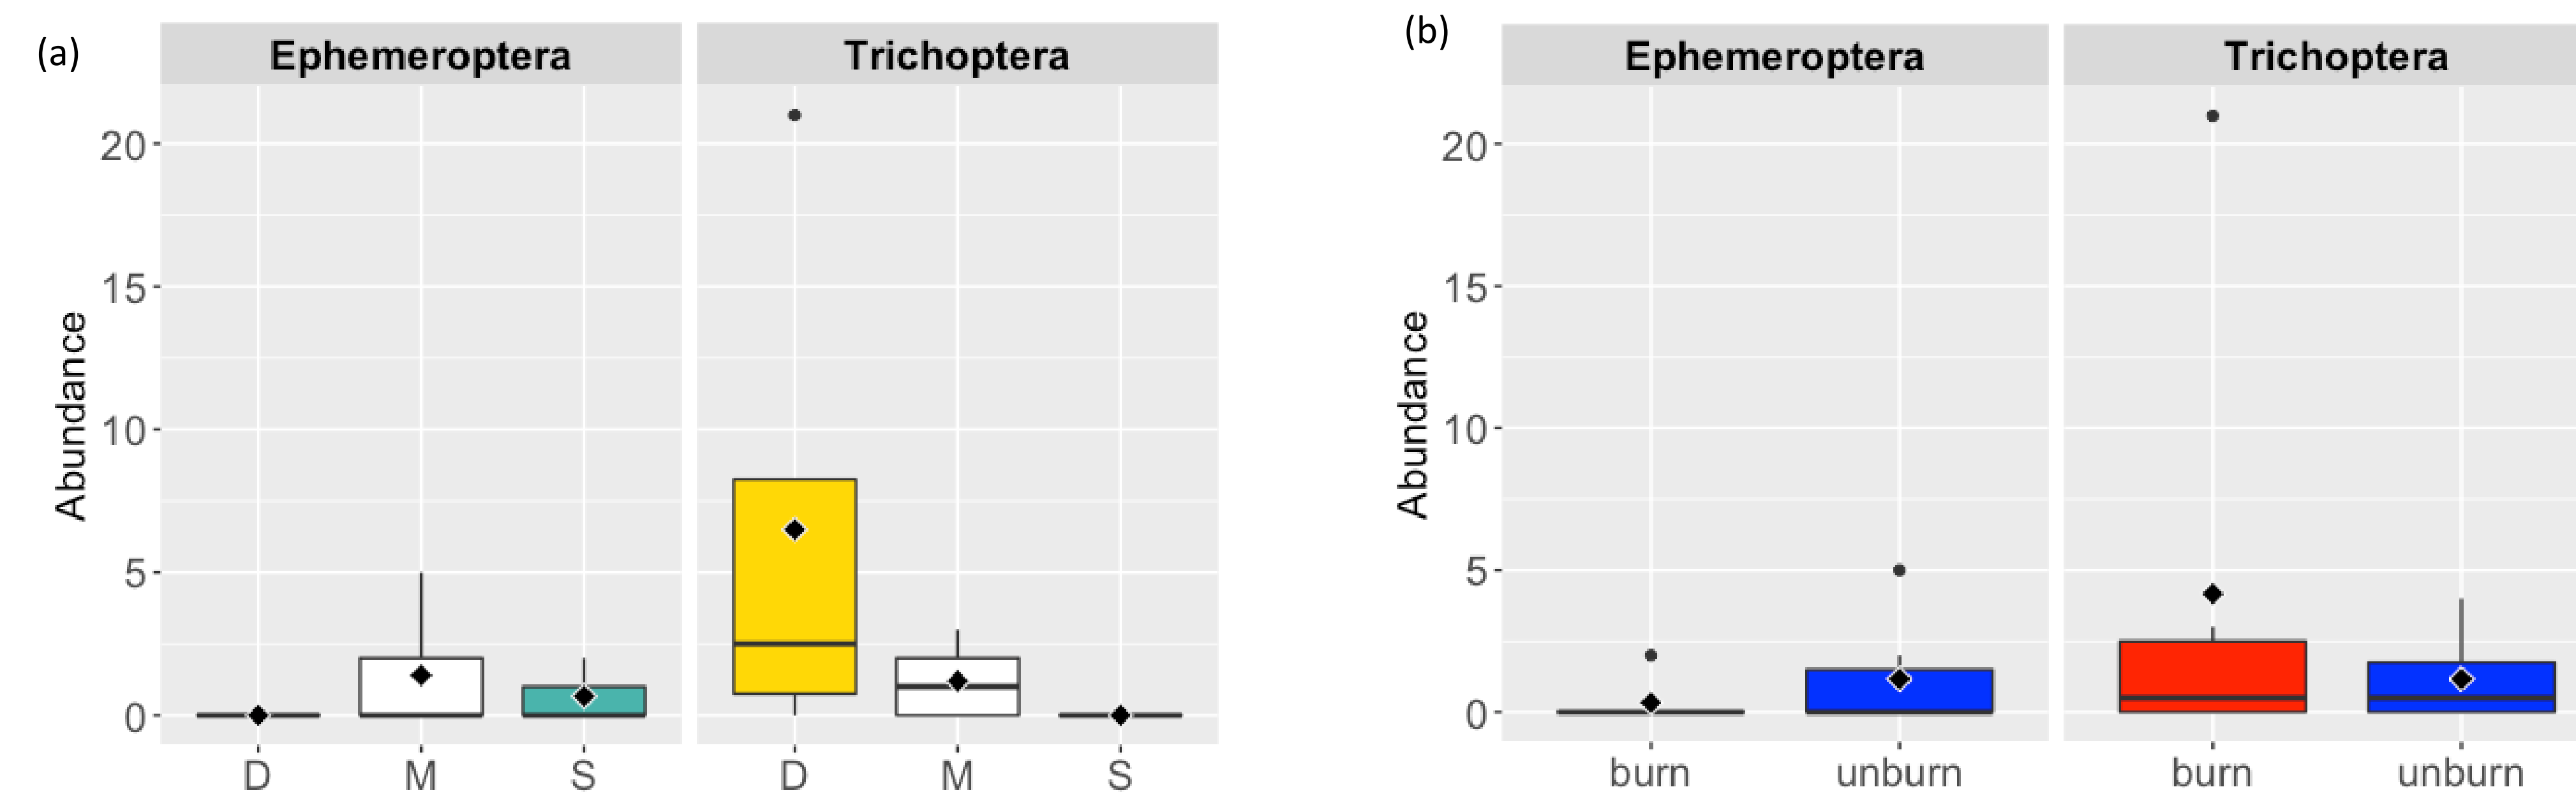 (a)
Ephemeroptera Trichoptera
20
15
10
5
0
Abundance
D M S D M S
(b)
Ephemeroptera Trichoptera
20
15
10
5
0
Abundance
burn unburn burn unburn